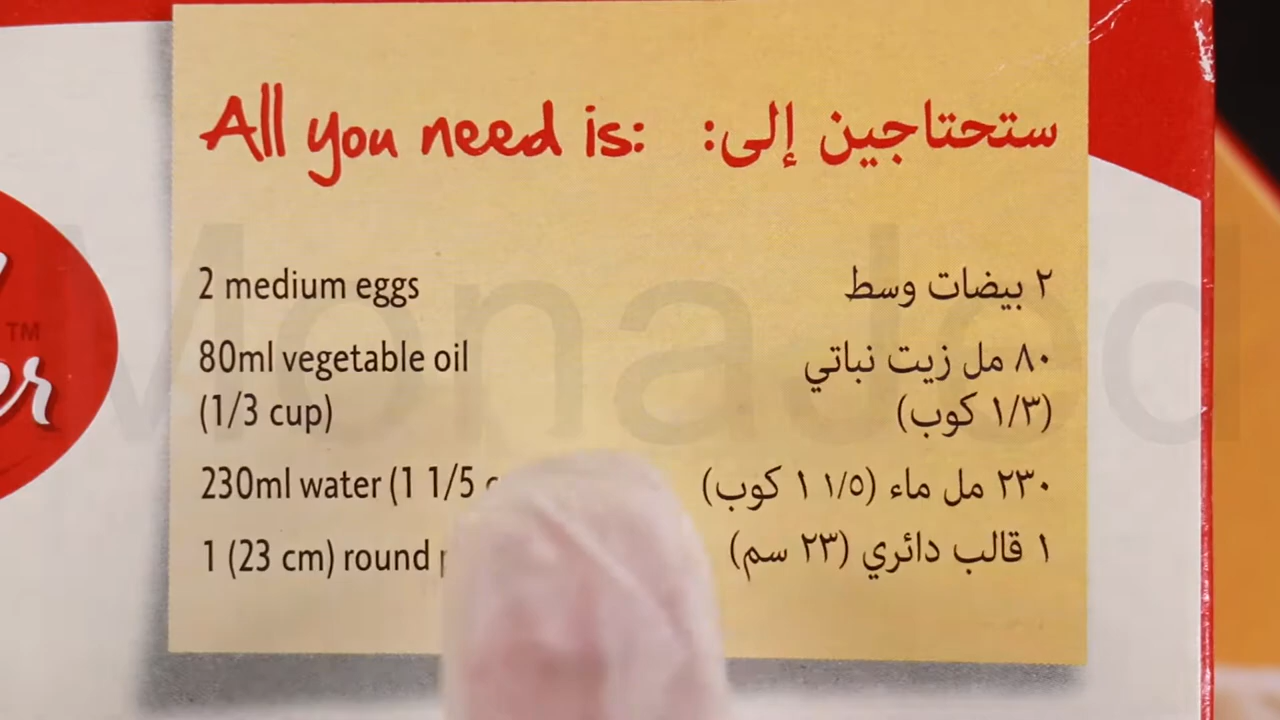 All you need is:
ستحتاجين إلى:
2 medium eggs
٢ بيضات وسط
80ml vegetable oil
٨٠ مل زيت نباتي
(1/3 cup)
(١/٣ كوب)
230ml water (1 1/5
٢٣٠ مل ماء (١/٥ ١ كوب)
1 (23 cm) round
١ قالب دائري (٢٣ سم)
TM
MonaJed